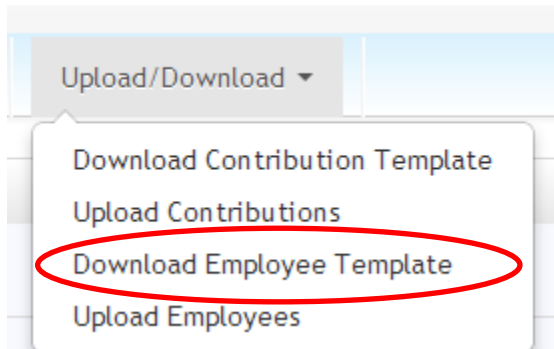 Upload/Download
Download Contribution Template
Upload Contributions
Download Employee Template
Upload Employees